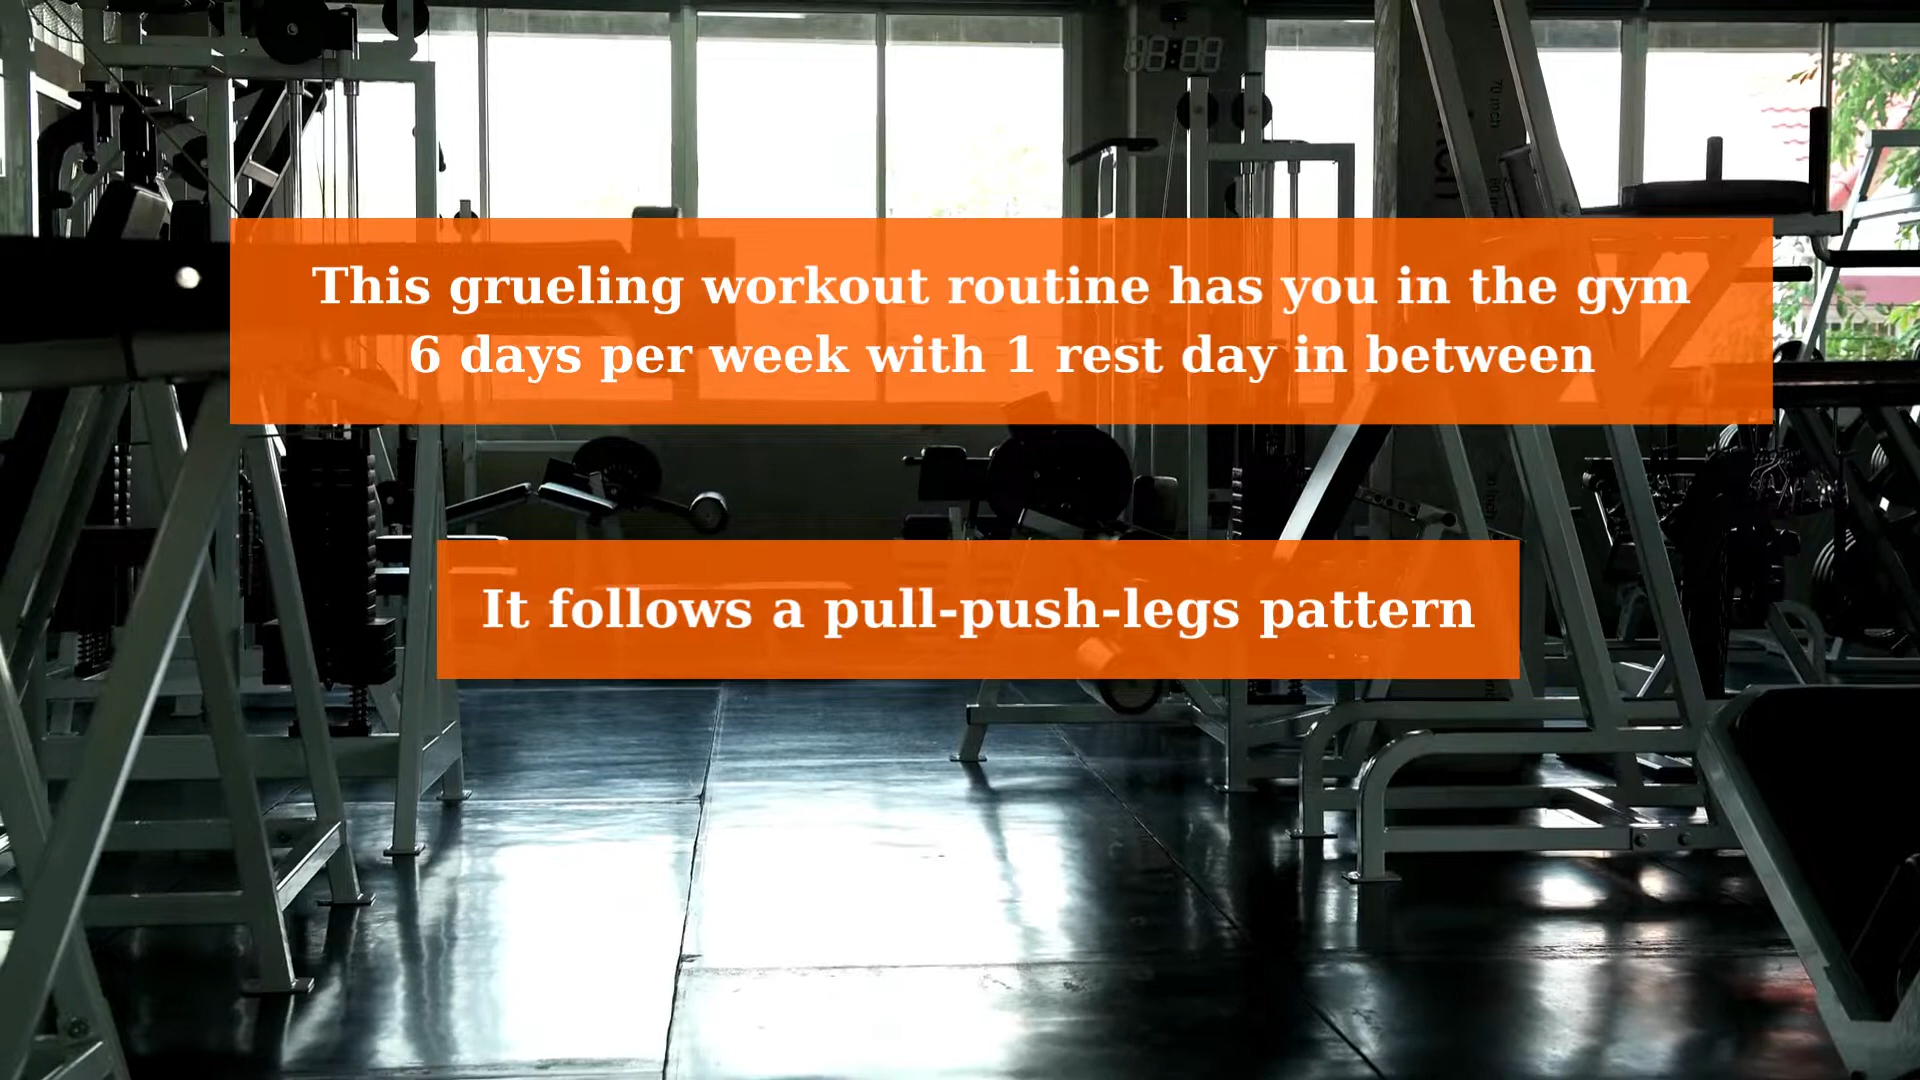 This grueling workout routine has you in the gym
6 days per week with 1 rest day in between
It follows a pull-push-legs pattern